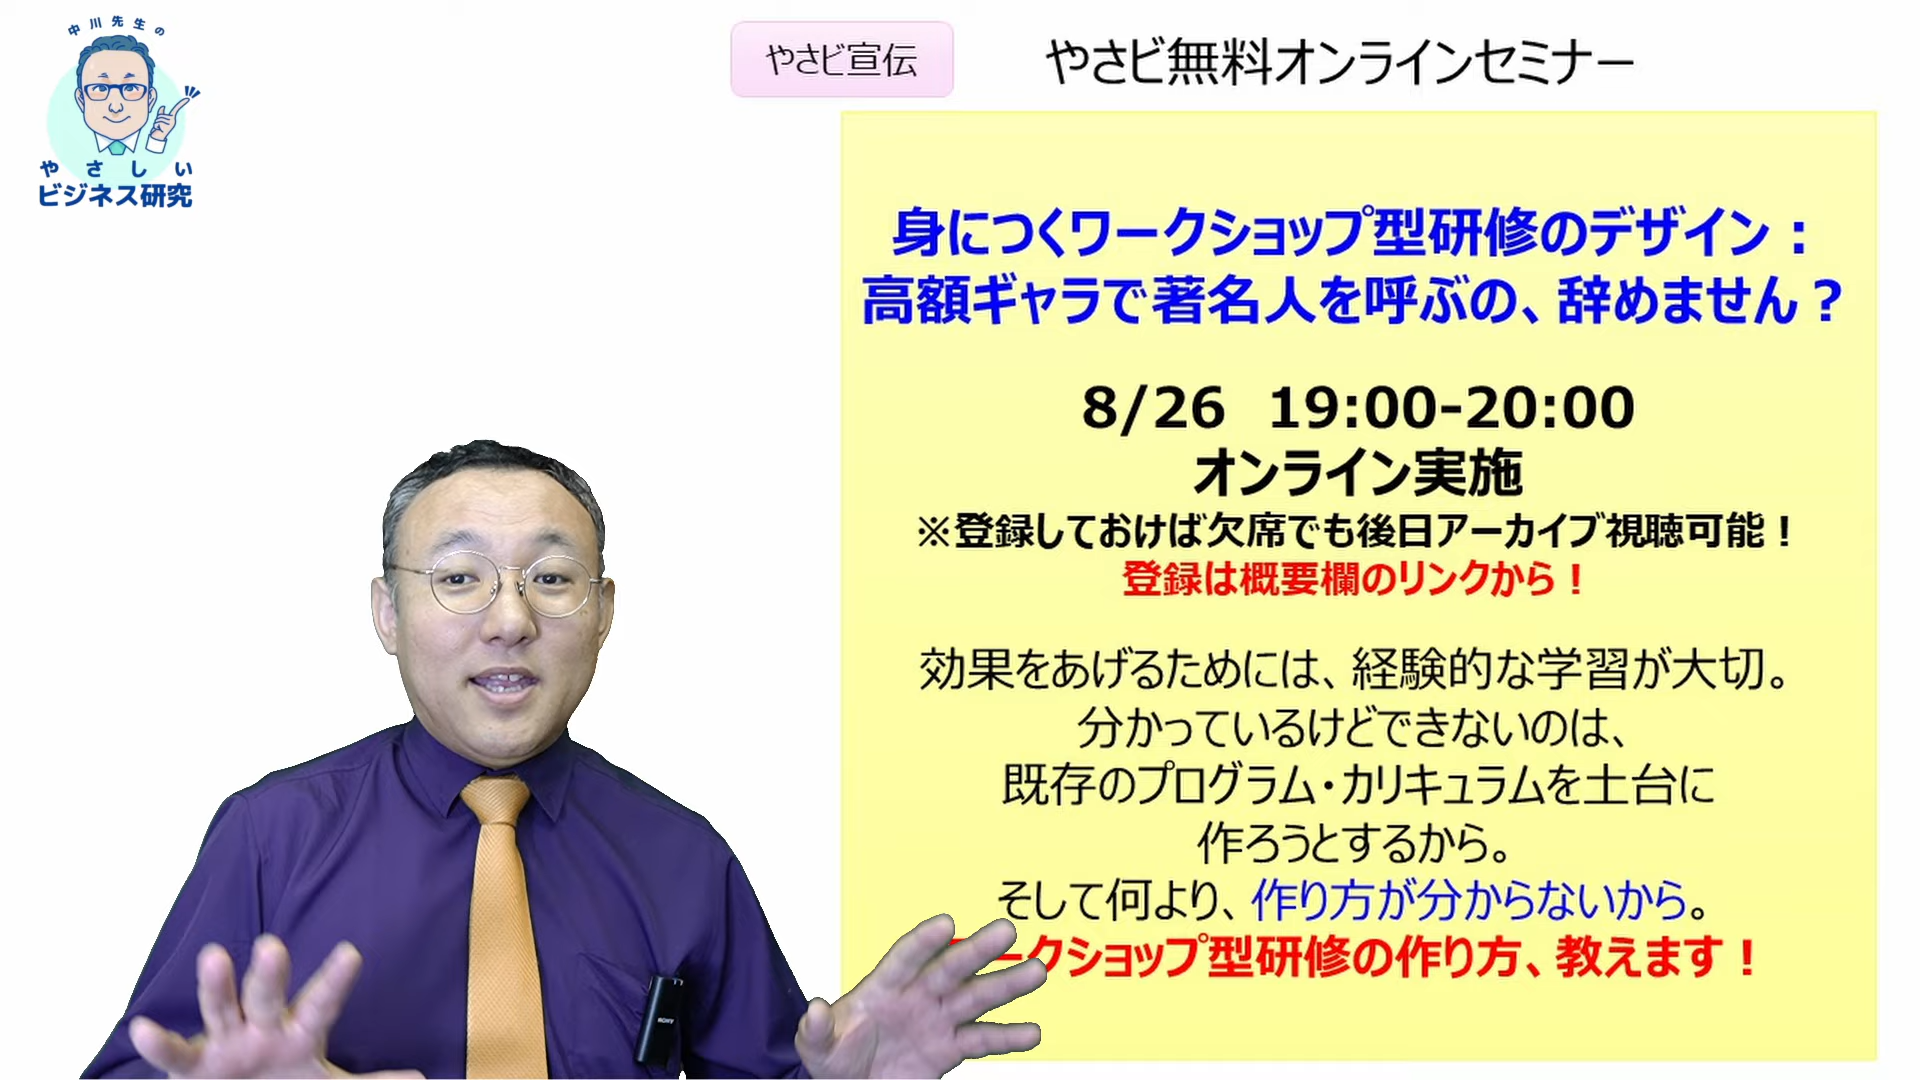 中川先生の
やさしい
ビジネス研究
やさビ宣伝
やさビ無料オンラインセミナー
身につくワークショップ型研修のデザイン：
高額ギャラで著名人を呼ぶの、辞めません？
8/26 19:00-20:00
オンライン実施
※登録しておけば欠席でも後日アーカイブ視聴可能！
登録は概要欄のリンクから！
効果をあげるためには、経験的な学習が大切。
分かっているけどできないのは、
既存のプログラム・カリキュラムを土台に
作ろうとするから。
そして何より、作り方が分からないから。
ークショップ型研修の作り方、教えます！
SONY